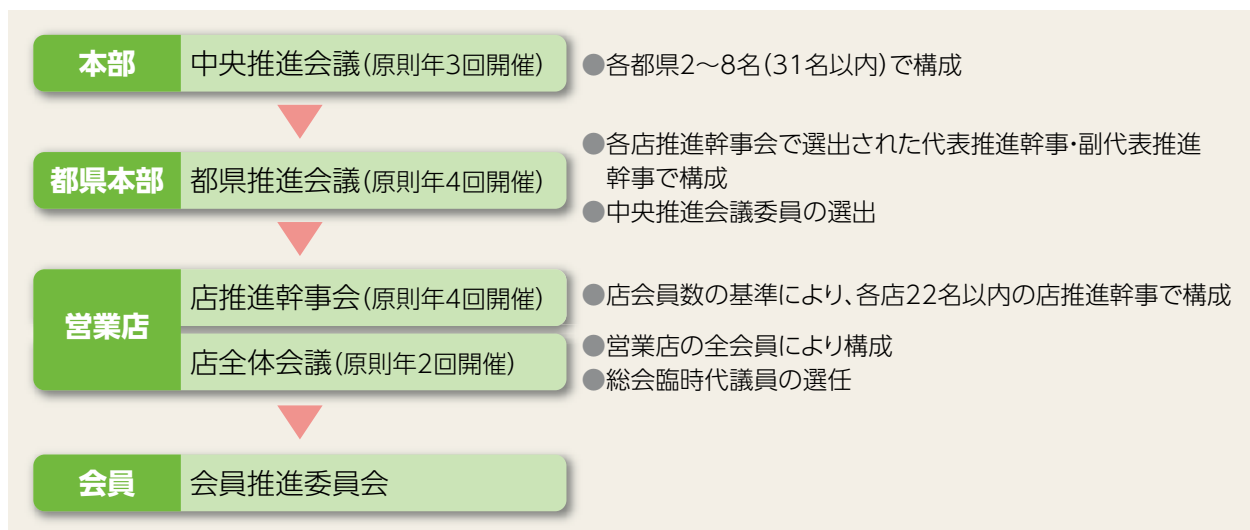 本部 中央推進会議(原則年3回開催) ●各都県2～8名(31名以内)で構成
都県本部 都県推進会議(原則年4回開催) ●各店推進幹事会で選出された代表推進幹事・副代表推進
幹事で構成
●中央推進会議委員の選出
営業店 店推進幹事会(原則年4回開催) ●店会員数の基準により、各店22名以内の店推進幹事で構成
店全体会議(原則年2回開催) ●営業店の全会員により構成
●総会臨時代議員の選任
会員 会員推進委員会